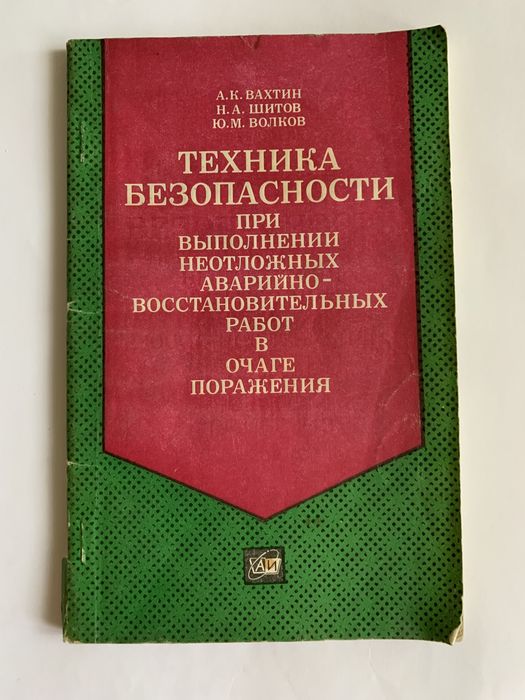 А.К. ВАХТИН
Н.А. ШИТОВ
Ю.М. ВОЛКОВ
ТЕХНИКА
БЕЗОПАСНОСТИ
ПРИ
ВЫПОЛНЕНИИ
НЕОТЛОЖНЫХ
АВАРИЙНО-
ВОССТАНОВИТЕЛЬНЫХ
РАБОТ
В
ОЧАГЕ
ПОРАЖЕНИЯ
АИ